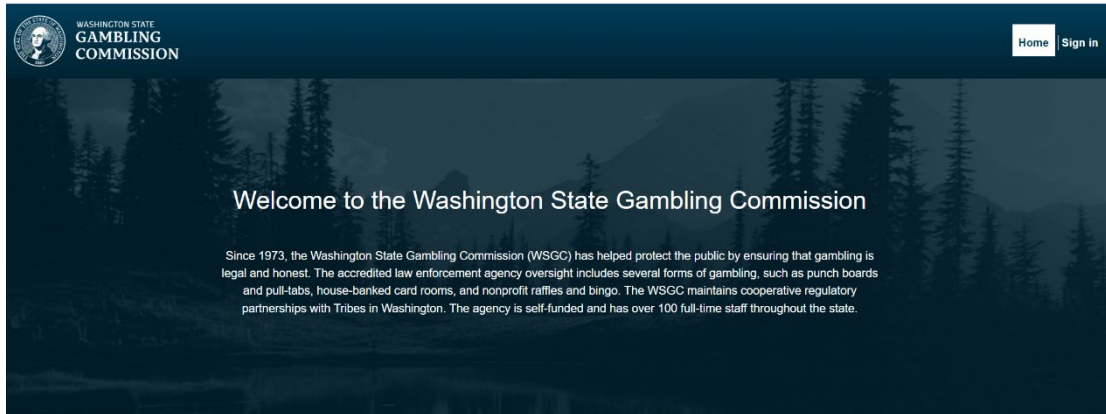 WASHINGTON STATE
GAMBLING
COMMISSION
Home
Sign in
Welcome to the Washington State Gambling Commission
Since 1973, the Washington State Gambling Commission (WSGC) has helped protect the public by ensuring that gambling is
legal and honest. The accredited law enforcement agency oversight includes several forms of gambling, such as punch boards
and pull-tabs, house-banked card rooms, and nonprofit raffles and bingo. The WSGC maintains cooperative regulatory
partnerships with Tribes in Washington. The agency is self-funded and has over 100 full-time staff throughout the state.